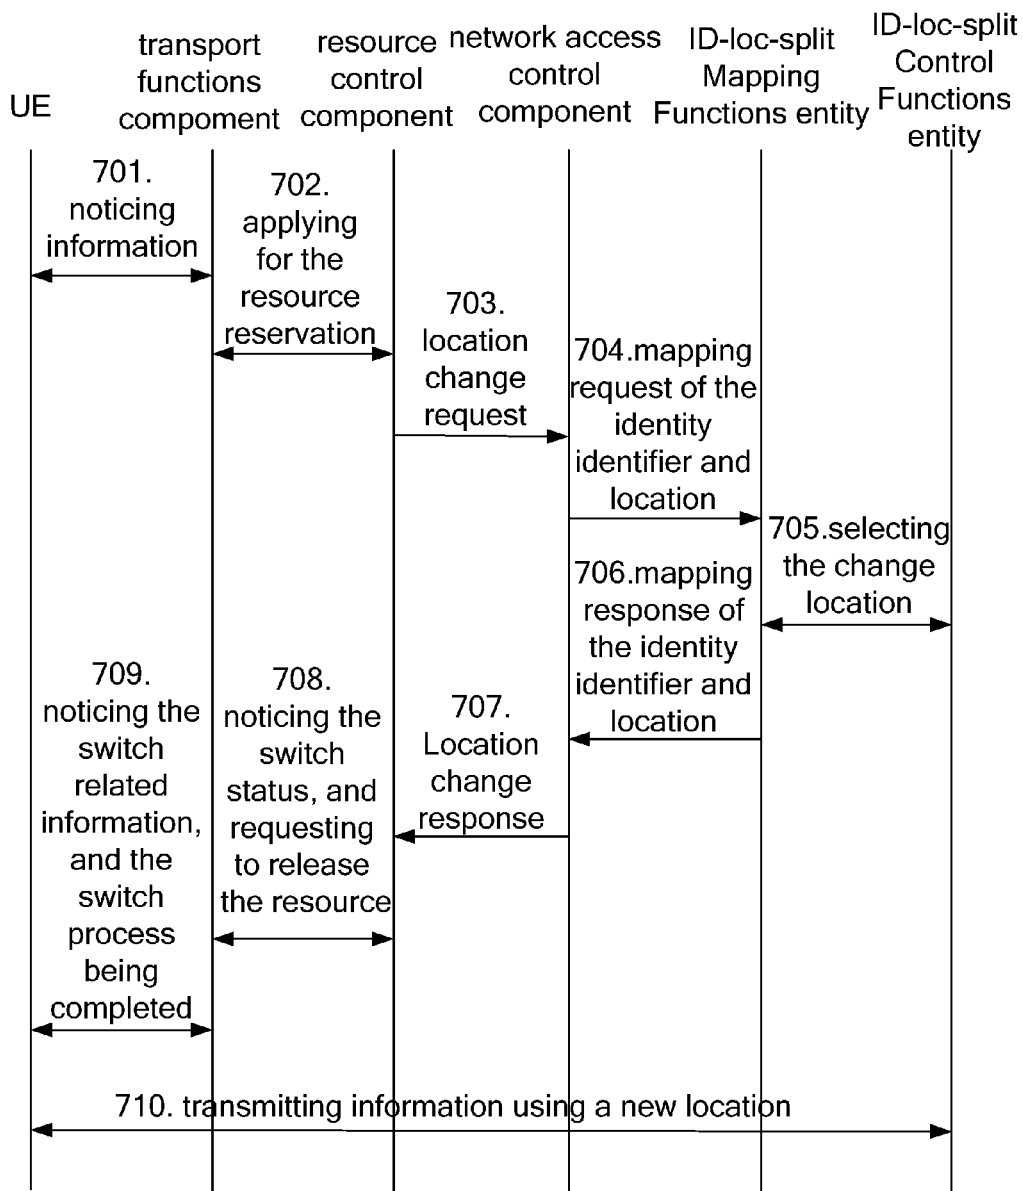 UE
transport
functions
compoment
resource
control
component
network access
control
component
ID-loc-split
Mapping
Functions entity
ID-loc-split
Control
Functions
entity
701.
noticing
information
702.
applying
for the
resource
reservation
703.
location
change
request
704.mapping
request of the
identity
identifier and
location
705.selecting
the change
location
706.mapping
response of
the identity
identifier and
location
707.
Location
change
response
708.
noticing the
switch
status, and
requesting
to release
the resource
709.
noticing the
switch
related
information,
and the
switch
process
being
completed
710. transmitting information using a new location